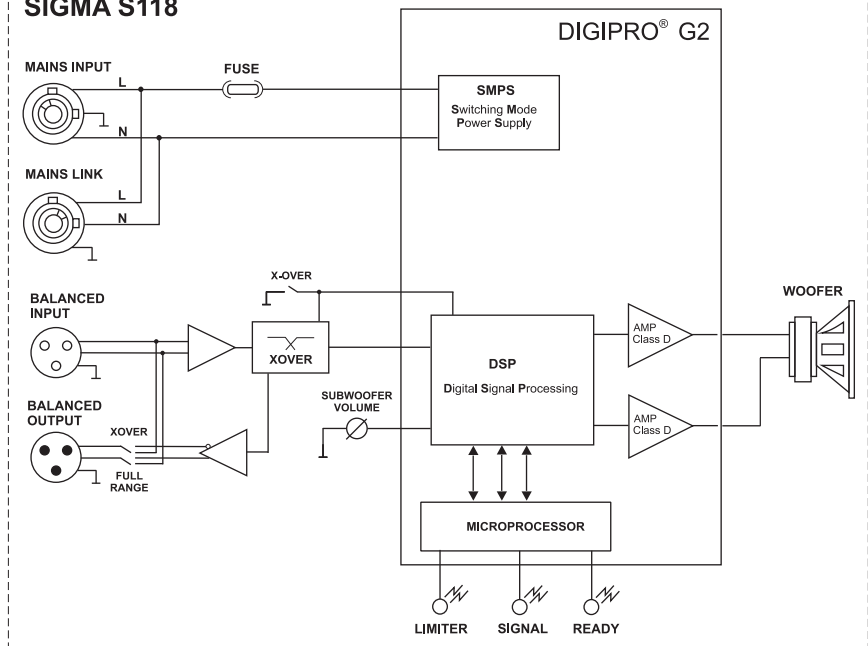 SIGMA S118
DIGIPRO® G2
MAINS INPUT
L
FUSE
SMPS
Switching Mode
Power Supply
N
MAINS LINK
L
N
X-OVER
BALANCED
INPUT
XOVER
WOOFER
AMP
Class D
DSP
Digital Signal Processing
SUBWOOFER
VOLUME
BALANCED
OUTPUT
XOVER
FULL
RANGE
AMP
Class D
MICROPROCESSOR
LIMITER
SIGNAL
READY